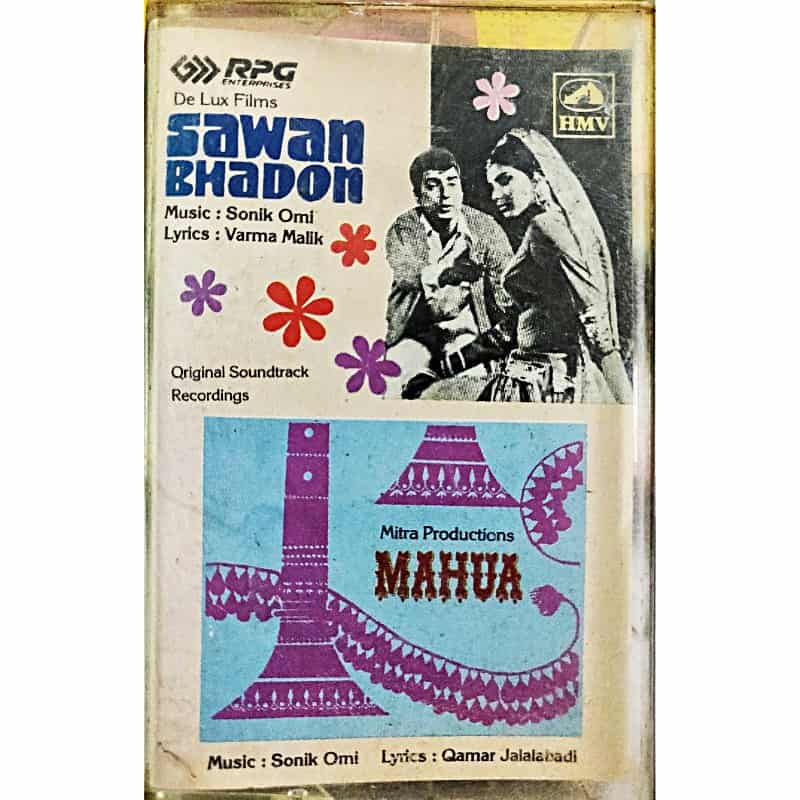 RPG
ENTERPRISES
De Lux Films
SAWAN
BHADON
Music : Sonik Omi
Lyrics : Varma Malik
HMV
Original Soundtrack
Recordings
Mitra Productions
MAHUA
Music : Sonik Omi Lyrics : Qamar Jalalabadi